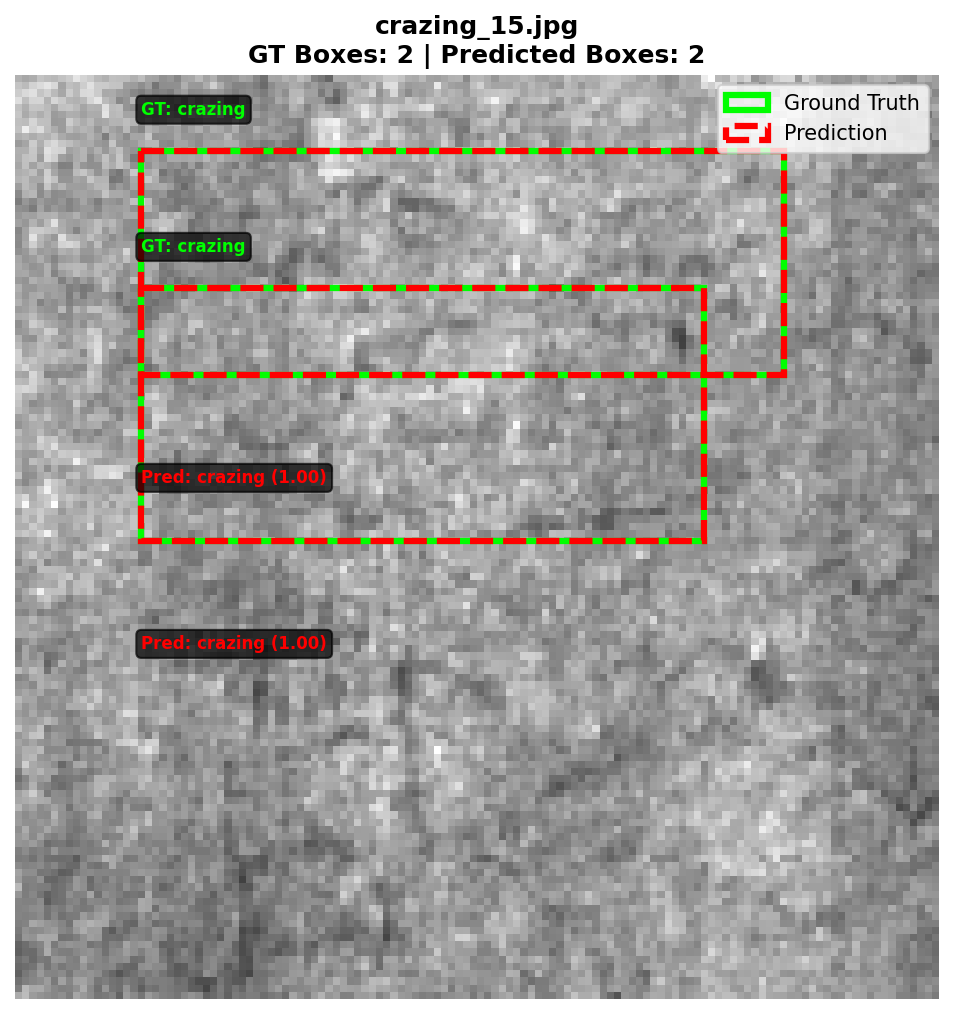 crazing_15.jpg
GT Boxes: 2 | Predicted Boxes: 2
GT: crazing
Ground Truth
Prediction
GT: crazing
Pred: crazing (1.00)
Pred: crazing (1.00)